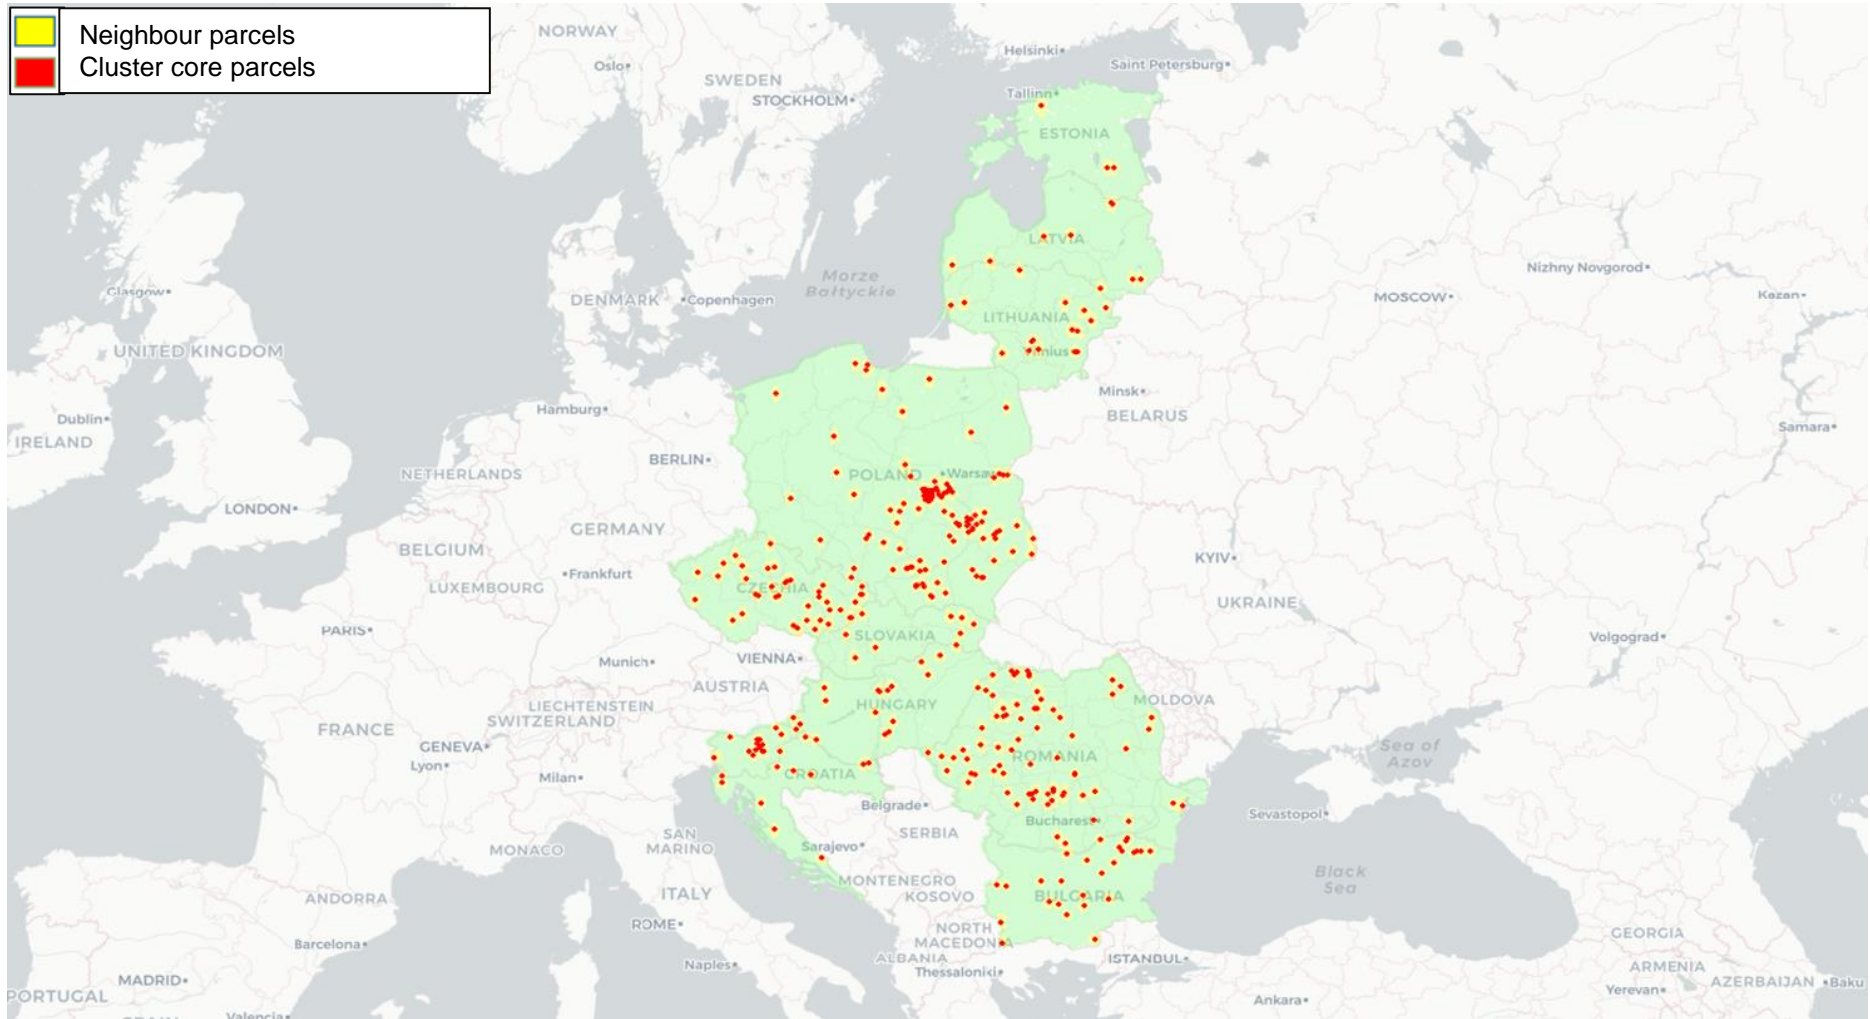 Neighbour parcels
Cluster core parcels
NORWAY
Helsinki
Oslo
Saint Petersburg
SWEDEN
STOCKHOLM
Tallinn
ESTONIA
LATVIA
Nizhny Novgorod
Morze
Bałtyckie
Glasgow
DENMARK
Copenhagen
MOSCOW
Kazan
LITHUANIA
UNITED KINGDOM
Vilnius
Minsk
Hamburg
BELARUS
Dublin
Samara
IRELAND
BERLIN
NETHERLANDS
POLAND
Warsaw
LONDON
GERMANY
BELGIUM
KYIV
Frankfurt
LUXEMBOURG
CZECHIA
UKRAINE
PARIS
SLOVAKIA
Volgograd
Munich
VIENNA
AUSTRIA
MOLDOVA
LIECHTENSTEIN
HUNGARY
SWITZERLAND
FRANCE
GENEVA
Sea of
Azov
ROMANIA
Lyon
Milan
CROATIA
Belgrade
Sevastopol
Bucharest
SAN
MARINO
SERBIA
MONACO
Sarajevo
Black
Sea
MONTENEGRO
ANDORRA
ITALY
KOSOVO
BULGARIA
ROME
NORTH
MACEDONIA
GEORGIA
Barcelona
ALBANIA
ISTANBUL
Naples
Thessaloniki
ARMENIA
MADRID
AZERBAIJAN
Baku
PORTUGAL
Yerevan
Ankara
Valencia